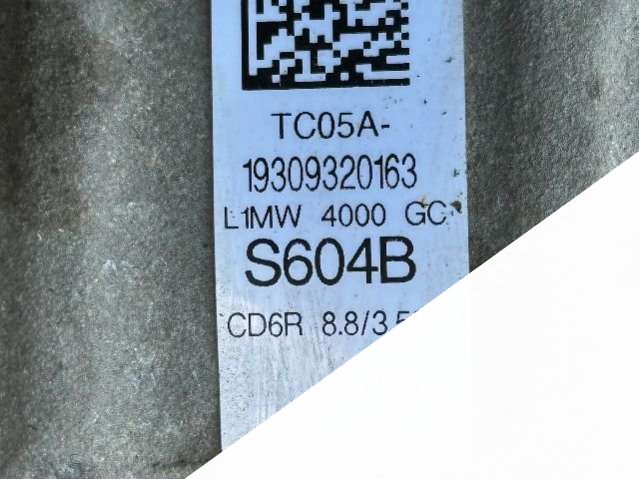 TC05A-
19309320163
L1MW 4000 GC
S604B
CD6R 8.8/3